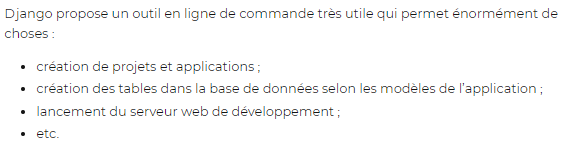 Django propose un outil en ligne de commande très utile qui permet énormément de
choses :
• création de projets et applications ;
• création des tables dans la base de données selon les modèles de l'application ;
• lancement du serveur web de développement ;
• etc.